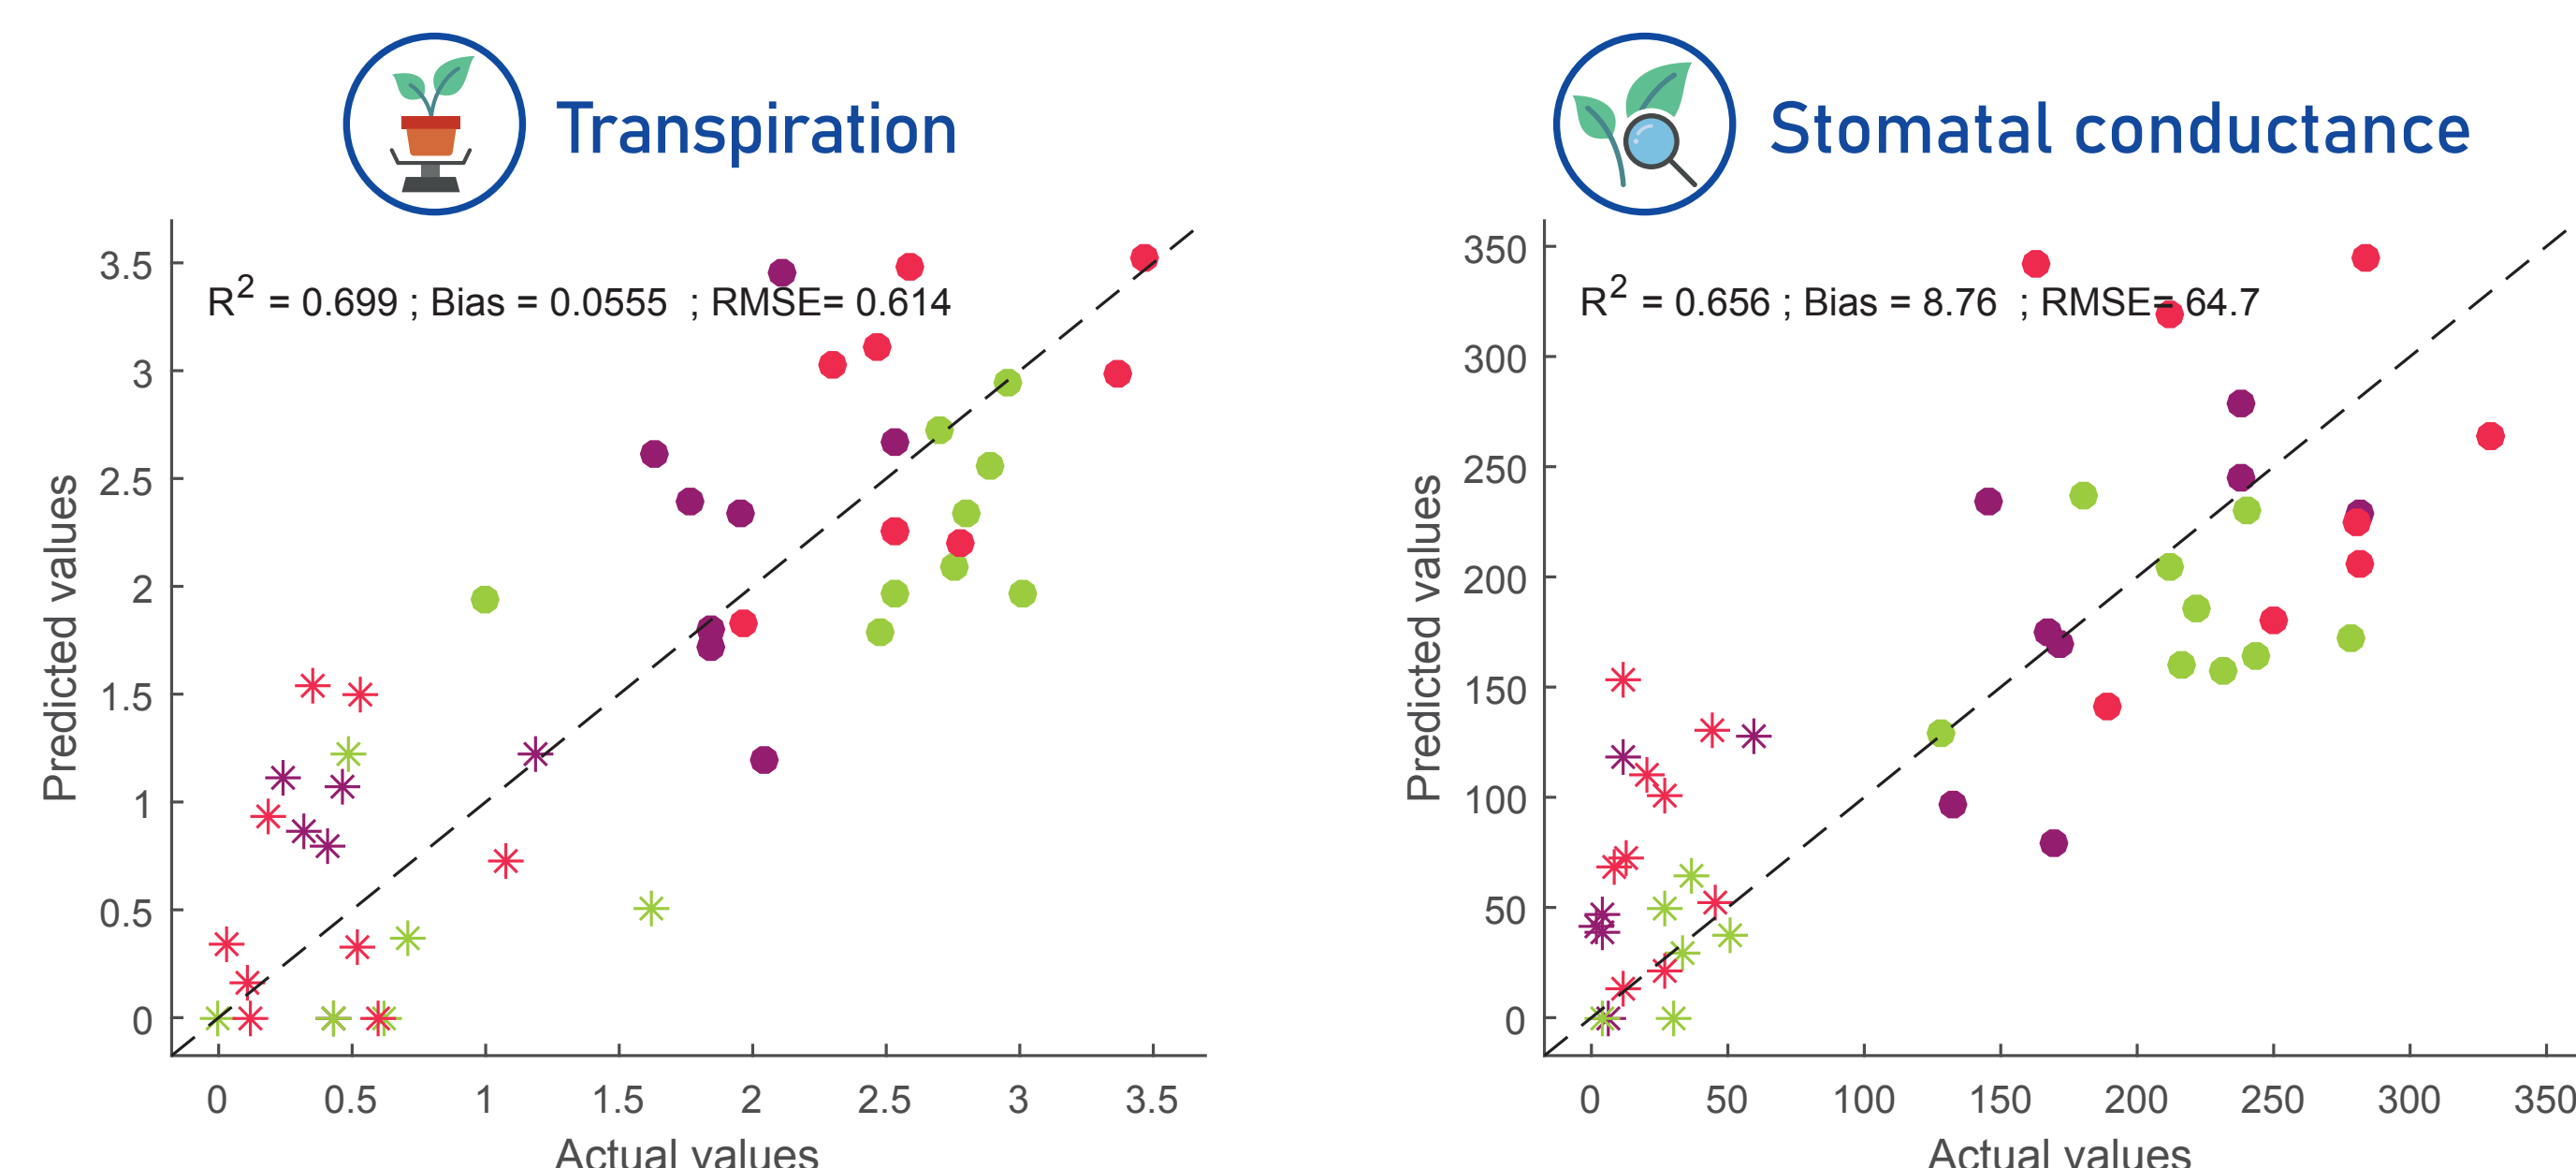 Transpiration
R² = 0.699 ; Bias = 0.0555 ; RMSE= 0.614
3.5
3
2.5
2
1.5
1
0.5
0
Predicted values
0 0.5 1 1.5 2 2.5 3 3.5
Actual values
Stomatal conductance
R² = 0.656 ; Bias = 8.76 ; RMSE= 64.7
350
300
250
200
150
100
50
0
Predicted values
0 50 100 150 200 250 300 350
Actual values